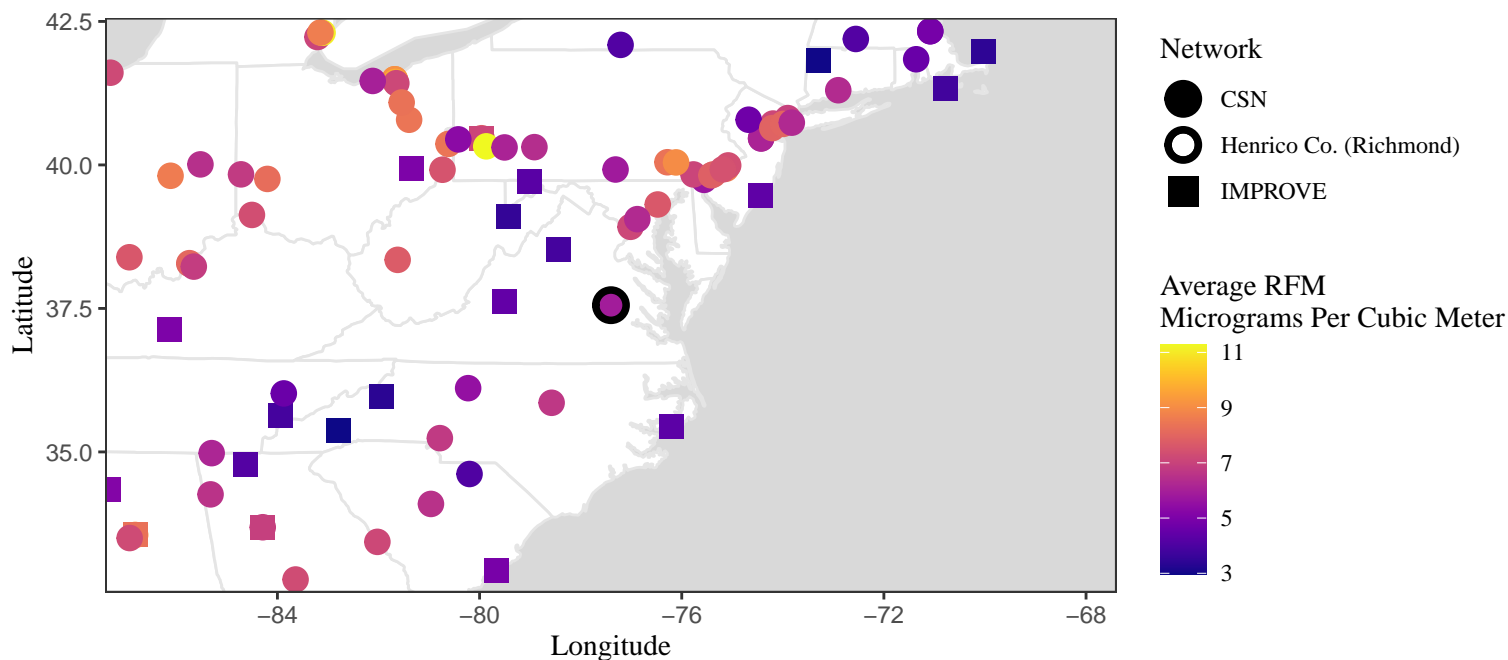 42.5
40.0
37.5
35.0
Latitude
−84
−80
−76
−72
−68
Longitude
Network
CSN
Henrico Co. (Richmond)
IMPROVE
Average RFM
Micrograms Per Cubic Meter
11
9
7
5
3